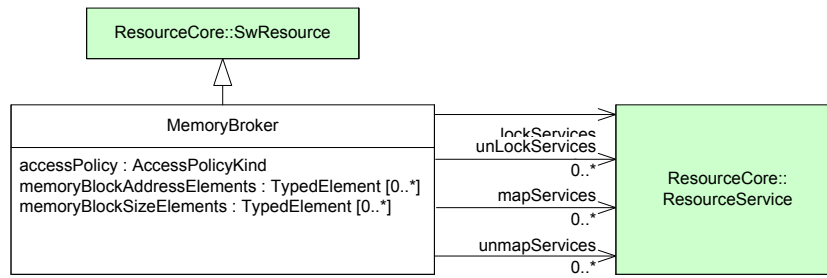 ResourceCore::SwResource
MemoryBroker
accessPolicy : AccessPolicyKind
memoryBlockAddressElements : TypedElement [0..*]
memoryBlockSizeElements : TypedElement [0..*]
lockServices
unLockServices
0..*
mapServices
0..*
unmapServices
0..*
ResourceCore::
ResourceService